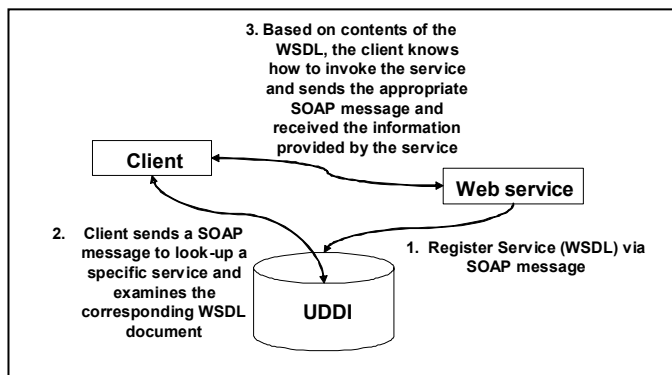 3. Based on contents of the
WSDL, the client knows
how to invoke the service
and sends the appropriate
SOAP message and
received the information
provided by the service
Client
Web service
2. Client sends a SOAP
message to look-up a
specific service and
examines the
corresponding WSDL
document
1. Register Service (WSDL) via
SOAP message
UDDI